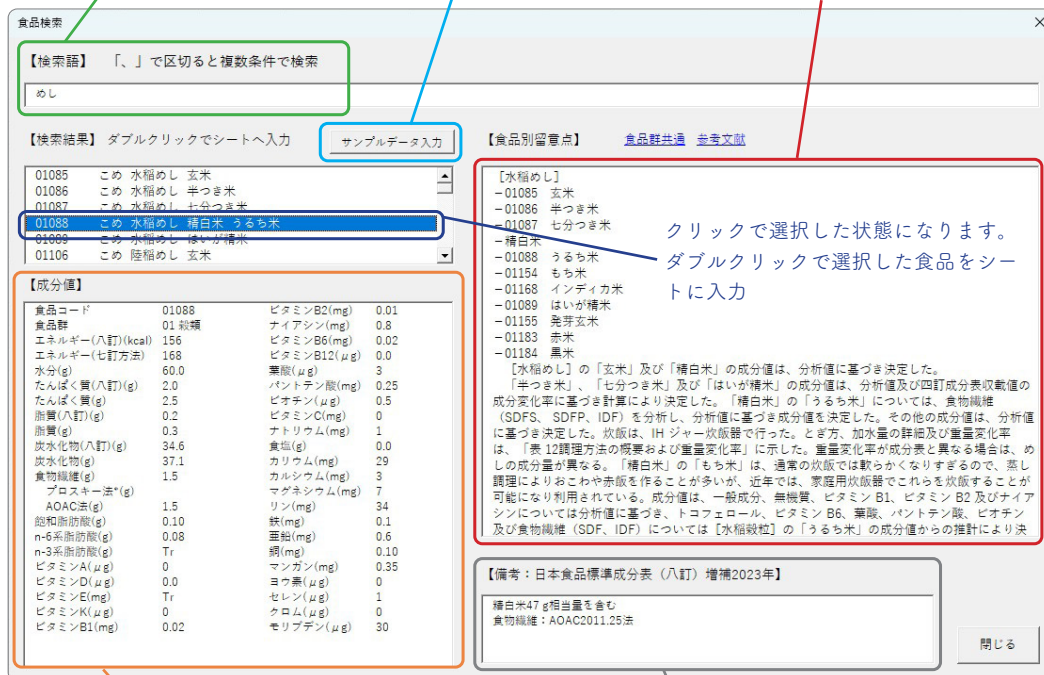 食品検索
【検索語】 「、」で区切ると複数条件で検索
めし
【検索結果】 ダブルクリックでシートへ入力
サンプルデータ入力
01085 こめ 水稲めし 玄米
01086 こめ 水稲めし 半つき米
01087 こめ 水稲めし 七分つき米
01088 こめ 水稲めし 精白米 うるち米
01089 こめ 水稲めし はいが精米
01106 こめ 陸稲めし 玄米
【成分値】
食品コード 01088 ビタミンB2(mg) 0.01
食品群 01 穀類 ナイアシン(mg) 0.8
エネルギー(八訂)(kcal) 156 ビタミンB6(mg) 0.02
エネルギー(七訂方法) 168 ビタミンB12(μg) 0.0
水分(g) 60.0 葉酸(μg) 3
たんぱく質(八訂)(g) 2.0 パントテン酸(mg) 0.25
たんぱく質(g) 2.5 ビオチン(μg) 0.5
脂質(八訂)(g) 0.2 ビタミンC(mg) 0
脂質(g) 0.3 ナトリウム(mg) 1
炭水化物(八訂)(g) 34.6 食塩(g) 0.0
炭水化物(g) 37.1 カリウム(mg) 29
食物繊維(g) 1.5 カルシウム(mg) 3
プロスキー法*(g) マグネシウム(mg) 7
AOAC法(g) 1.5 リン(mg) 34
飽和脂肪酸(g) 0.10 鉄(mg) 0.1
n-6系脂肪酸(g) 0.08 亜鉛(mg) 0.6
n-3系脂肪酸(g) Tr 銅(mg) 0.10
ビタミンA(μg) 0 マンガン(mg) 0.35
ビタミンD(μg) 0.0 ヨウ素(μg) 0
ビタミンE(mg) Tr セレン(μg) 1
ビタミンK(μg) 0 クロム(μg) 0
ビタミンB1(mg) 0.02 モリブデン(μg) 30
【食品別留意点】 食品群共通 参考文献
[水稲めし]
－01085 玄米
－01086 半つき米
－01087 七分つき米
－精白米
－01088 うるち米
－01154 もち米
－01168 インディカ米
－01089 はいが精米
－01155 発芽玄米
－01183 赤米
－01184 黒米
[水稲めし] の「玄米」及び「精白米」の成分値は、分析値に基づき決定した。
「半つき米」、「七分つき米」及び「はいが精米」の成分値は、分析値及び四訂成分表収載値の
成分変化率に基づき計算により決定した。「精白米」の「うるち米」については、食物繊維
（SDFS、 SDFP、IDF）を分析し、分析値に基づき成分値を決定した。その他の成分値は、分析値
に基づき決定した。炊飯は、IH ジャー炊飯器で行った。とぎ方、加水量の詳細及び重量変化率
は、「表 12調理方法の概要および重量変化率」に示した。重量変化率が成分表と異なる場合は、め
しの成分量が異なる。「精白米」の「もち米」は、通常の炊飯では軟らかくなりすぎるので、蒸し
調理によりおこわや赤飯を作ることが多いが、近年では、家庭用炊飯器でこれらを炊飯することが
可能になり利用されている。成分値は、一般成分、無機質、ビタミン B1、ビタミン B2 及びナイア
シンについては分析値に基づき、トコフェロール、ビタミン B6、葉酸、パントテン酸、ビオチン
及び食物繊維（SDF、IDF）については [水稲穀粒] の「うるち米」の成分値からの推計により決
クリックで選択した状態になります。
ダブルクリックで選択した食品をシー
トに入力
【備考：日本食品標準成分表（八訂）増補2023年】
精白米47 g相当量を含む
食物繊維：AOAC2011.25法
閉じる